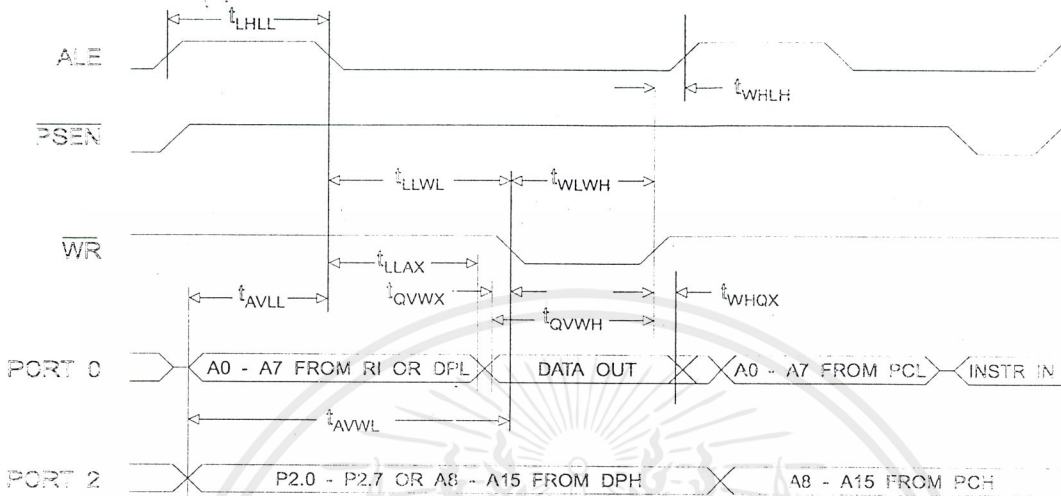 tLHLL
ALE
tWHLH
PSEN
tLLWL
tWLWH
WR
tLLAX
tAVLL
tQVWX
tWHQX
tQVWH
PORT 0
A0 - A7 FROM RI OR DPL
DATA OUT
A0 - A7 FROM PCL
INSTR IN
tAVWL
PORT 2
P2.0 - P2.7 OR A8 - A15 FROM DPH
A8 - A15 FROM PCH